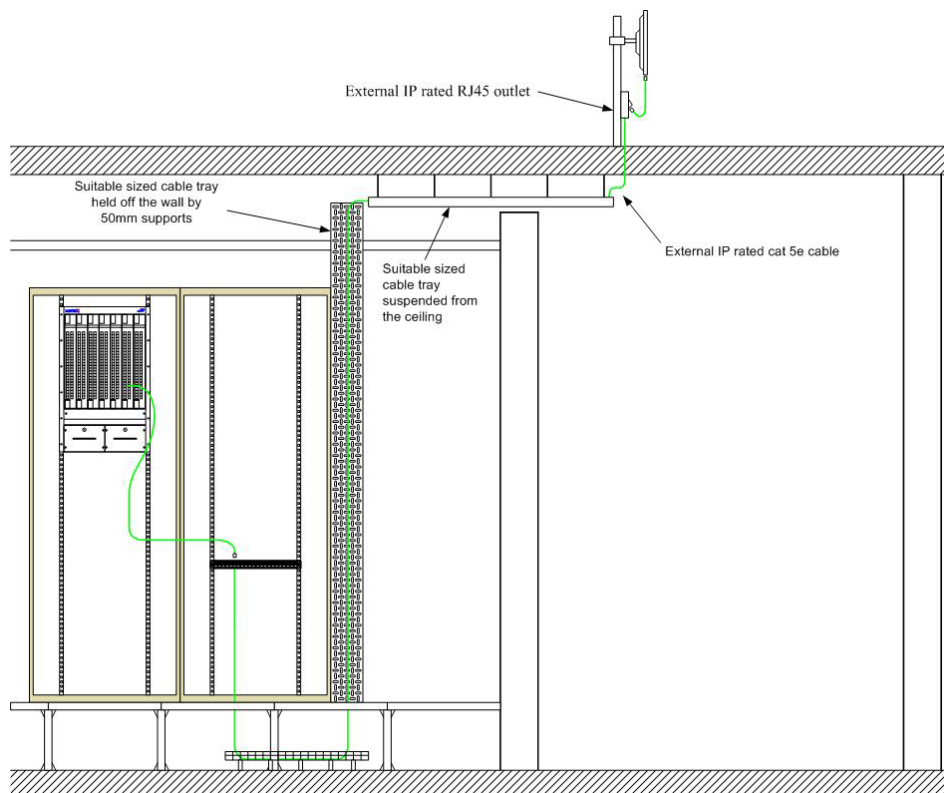 External IP rated RJ45 outlet
Suitable sized cable tray
held off the wall by
50mm supports
External IP rated cat 5e cable
Suitable sized
cable tray
suspended from
the ceiling